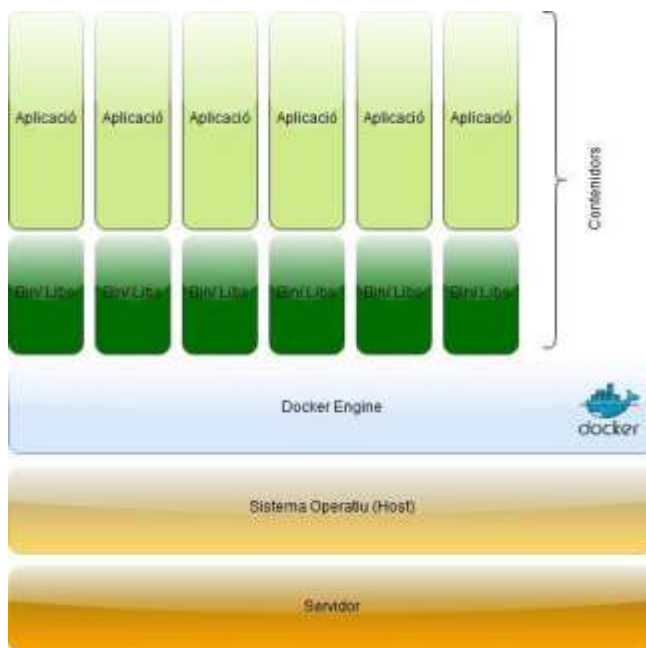 Aplicació Aplicació Aplicació Aplicació Aplicació Aplicació
Contenidors
Bin/ Libs Bin/ Libs Bin/ Libs Bin/ Libs Bin/ Libs Bin/ Libs
Docker Engine
docker
Sistema Operatiu (Host)
Servidor